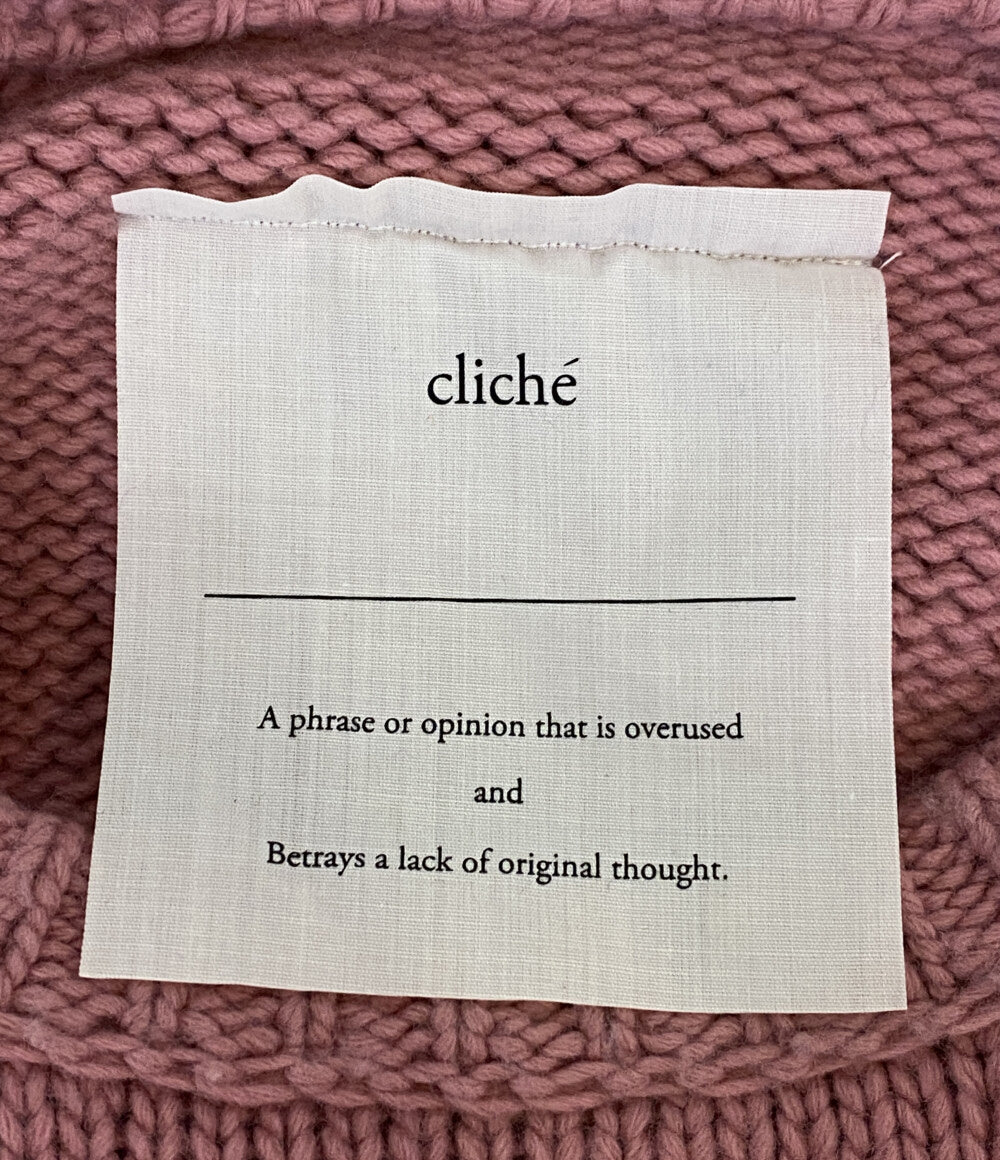 cliché
A phrase or opinion that is overused
and
Betrays a lack of original thought.